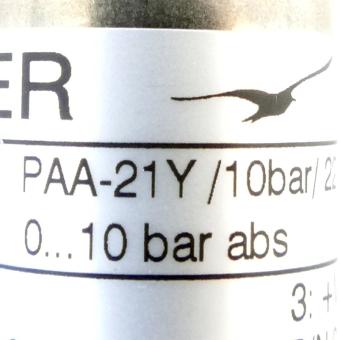 ER
PAA-21Y /10bar/
0...10 bar abs
3: +